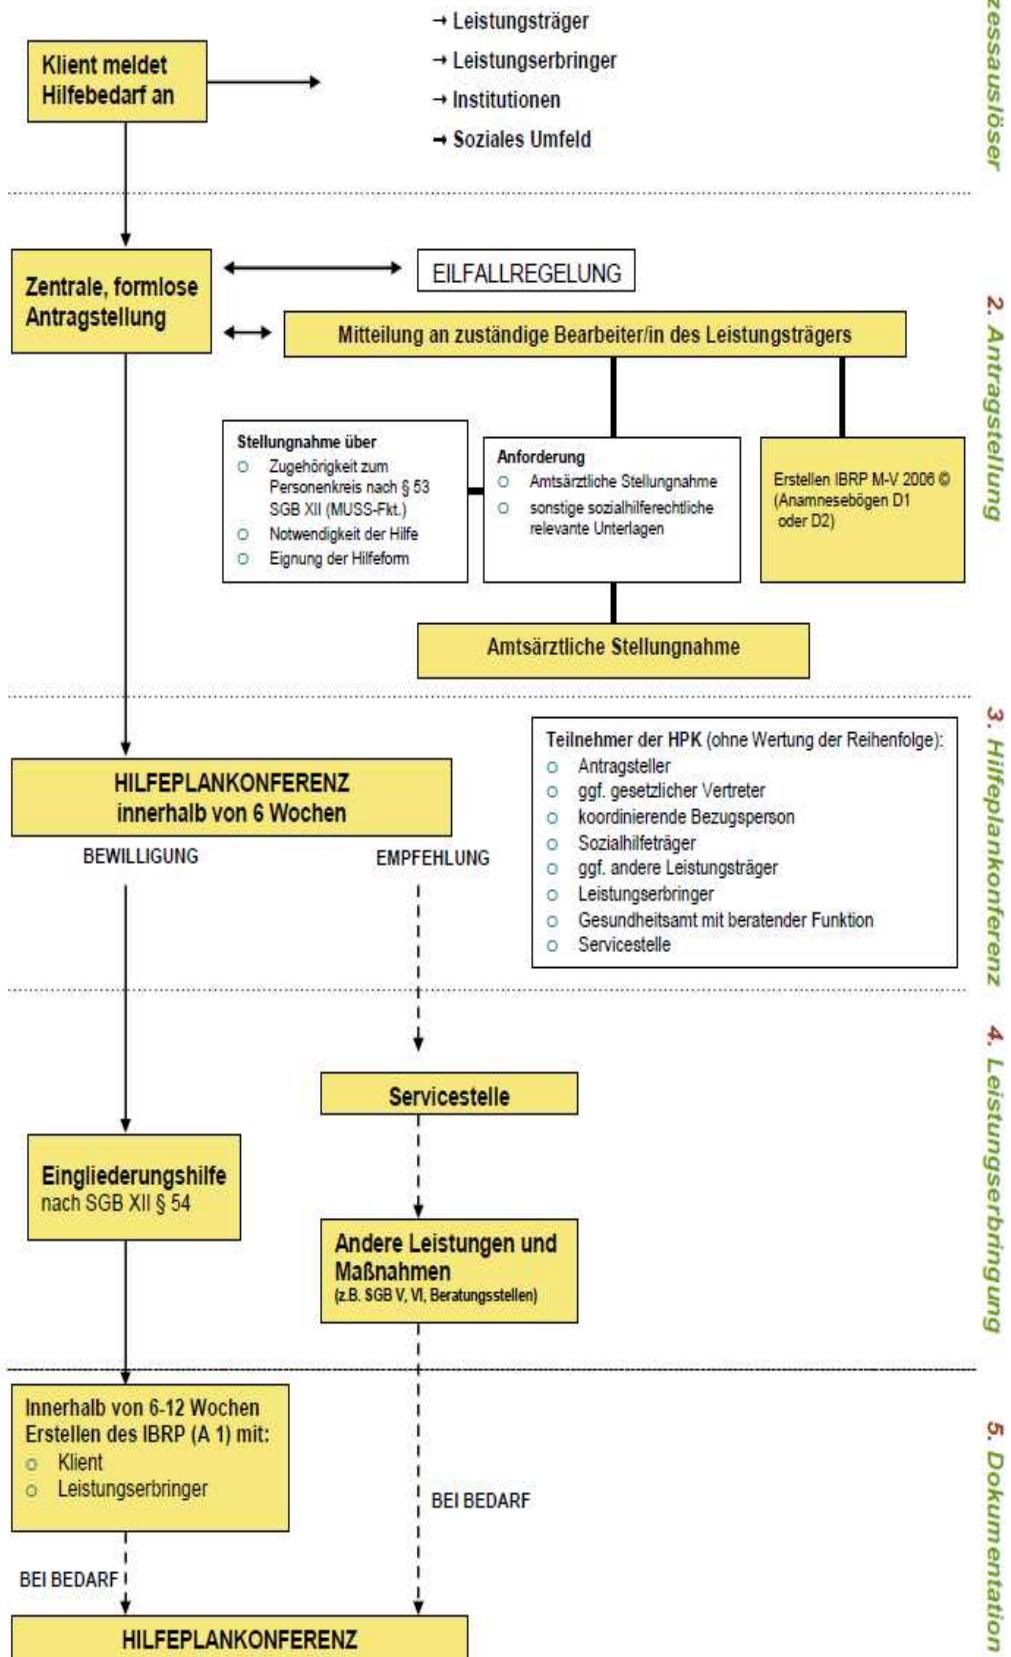 → Leistungsträger
→ Leistungserbringer
→ Institutionen
→ Soziales Umfeld
Klient meldet
Hilfebedarf an
zessauslöser
Zentrale, formlose
Antragstellung
EILFALLREGELUNG
Mitteilung an zuständige Bearbeiter/in des Leistungsträgers
Stellungnahme über
○ Zugehörigkeit zum
Personenkreis nach § 53
SGB XII (MUSS-Fkt.)
○ Notwendigkeit der Hilfe
○ Eignung der Hilfeform
Anforderung
○ Amtsärztliche Stellungnahme
○ sonstige sozialhilferechtliche
relevante Unterlagen
Erstellen IBRP M-V 2006 ©
(Anamnesebögen D1
oder D2)
Amtsärztliche Stellungnahme
2. Antragstellung
HILFEPLANKONFERENZ
innerhalb von 6 Wochen
BEWILLIGUNG
EMPFEHLUNG
Teilnehmer der HPK (ohne Wertung der Reihenfolge):
○ Antragsteller
○ ggf. gesetzlicher Vertreter
○ koordinierende Bezugsperson
○ Sozialhilfeträger
○ ggf. andere Leistungsträger
○ Leistungserbringer
○ Gesundheitsamt mit beratender Funktion
○ Servicestelle
3. Hilfeplankonferenz
Servicestelle
Eingliederungshilfe
nach SGB XII § 54
Andere Leistungen und
Maßnahmen
(z.B. SGB V, VI, Beratungsstellen)
4. Leistungserbringung
Innerhalb von 6-12 Wochen
Erstellen des IBRP (A 1) mit:
○ Klient
○ Leistungserbringer
BEI BEDARF
BEI BEDARF
HILFEPLANKONFERENZ
5. Dokumentation